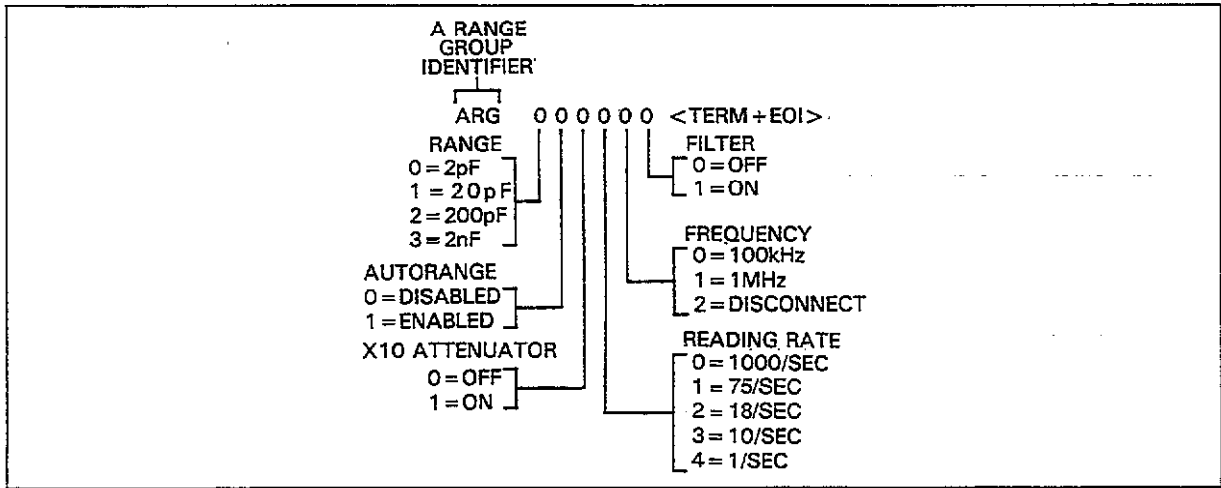 A RANGE
GROUP
IDENTIFIER
ARG 0 0 0 0 0 0 <TERM+EOI>
RANGE
0=2pF
1=20pF
2=200pF
3=2nF
AUTORANGE
0=DISABLED
1=ENABLED
X10 ATTENUATOR
0=OFF
1=ON
FILTER
0=OFF
1=ON
FREQUENCY
0=100kHz
1=1MHz
2=DISCONNECT
READING RATE
0=1000/SEC
1=75/SEC
2=18/SEC
3=10/SEC
4=1/SEC